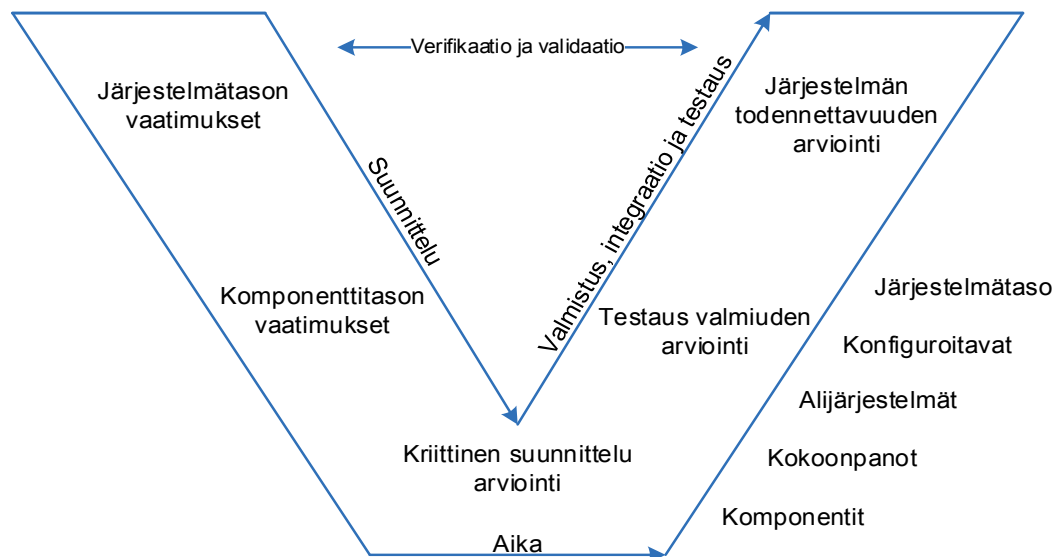 Verifikaatio ja validaatio
Järjestelmätason
vaatimukset
Suunnittelu
Komponenttitason
vaatimukset
Kriittinen suunnittelu
arviointi
Aika
Valmistus, integraatio ja testaus
Järjestelmän
todennettavuuden
arviointi
Testaus valmiuden
arviointi
Järjestelmätaso
Konfiguroitavat
Alijärjestelmät
Kokoonpanot
Komponentit